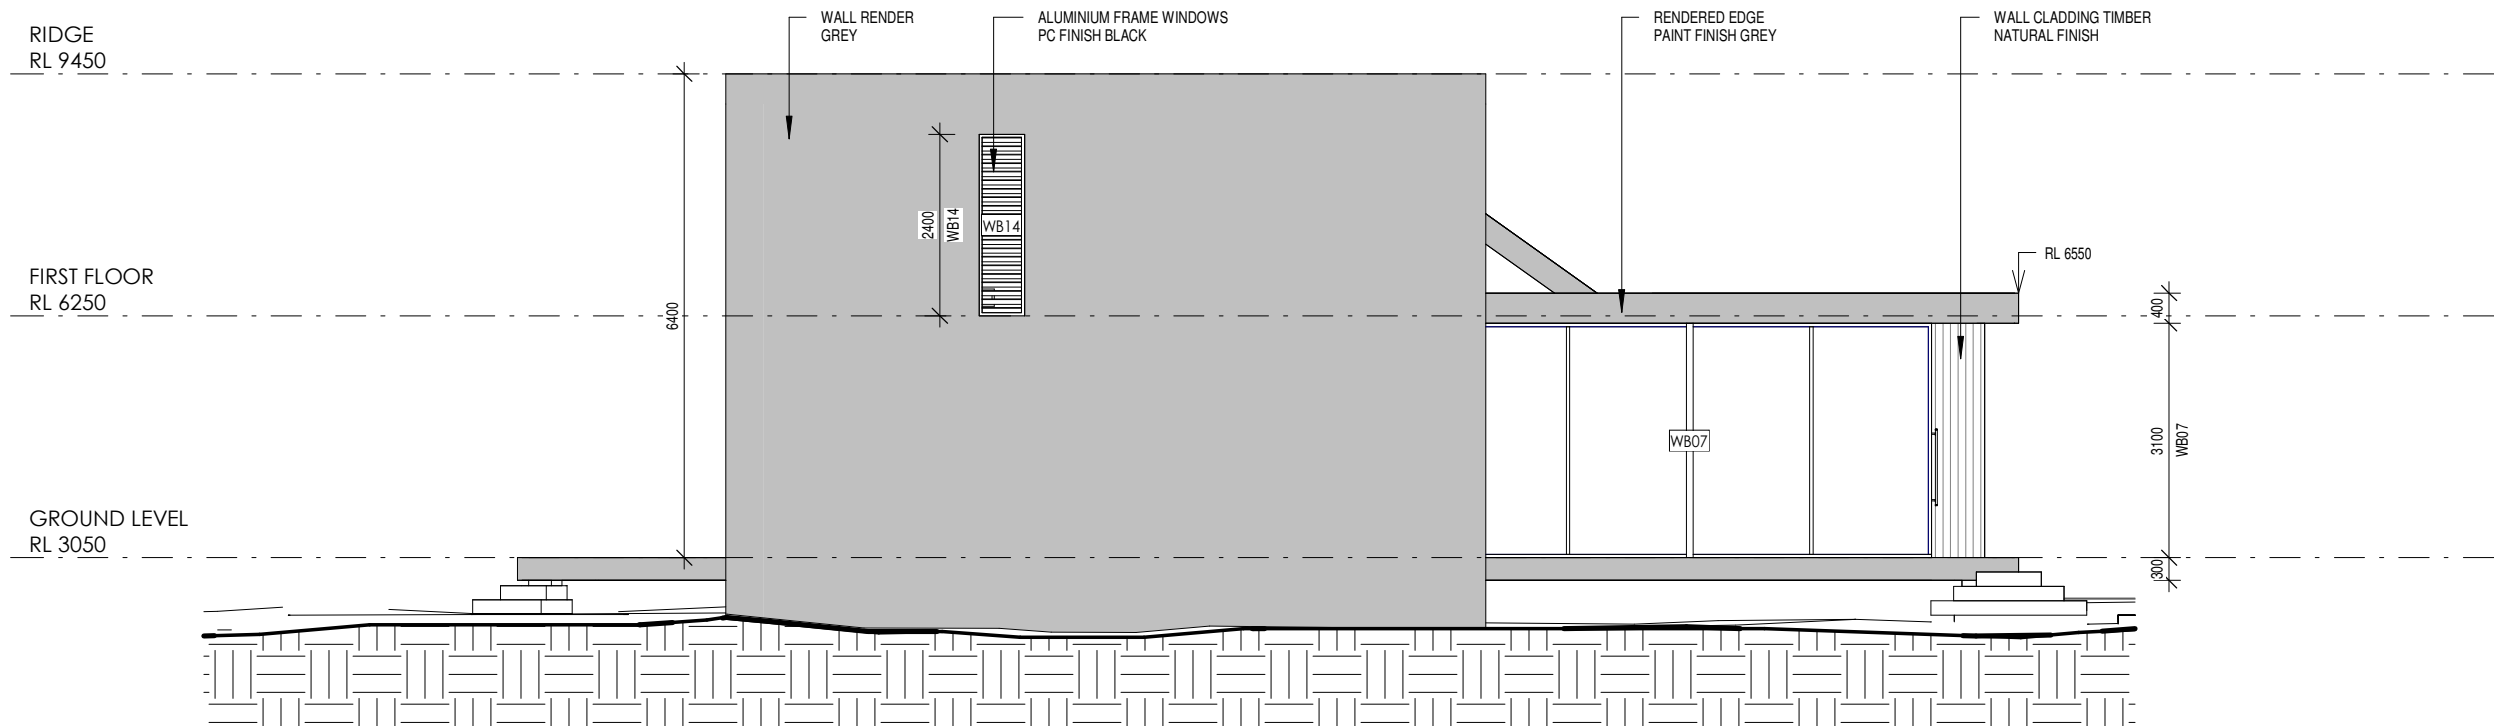 RIDGE
RL 9450
WALL RENDER
GREY
ALUMINIUM FRAME WINDOWS
PC FINISH BLACK
RENDERED EDGE
PAINT FINISH GREY
WALL CLADDING TIMBER
NATURAL FINISH
2400
WB14
WB14
FIRST FLOOR
RL 6250
6400
RL 6550
400
WB07
3100
WB07
GROUND LEVEL
RL 3050
300